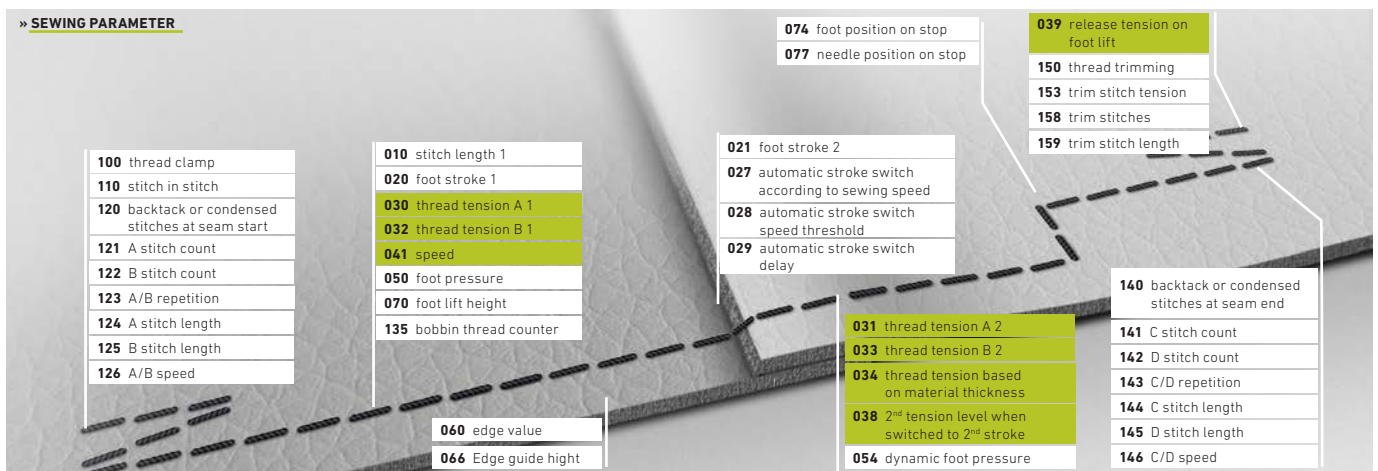 » SEWING PARAMETER
074 foot position on stop
077 needle position on stop
039 release tension on
foot lift
150 thread trimming
153 trim stitch tension
158 trim stitches
159 trim stitch length
100 thread clamp
110 stitch in stitch
120 backtack or condensed
stitches at seam start
121 A stitch count
122 B stitch count
123 A/B repetition
124 A stitch length
125 B stitch length
126 A/B speed
010 stitch length 1
020 foot stroke 1
030 thread tension A 1
032 thread tension B 1
041 speed
050 foot pressure
070 foot lift height
135 bobbin thread counter
021 foot stroke 2
027 automatic stroke switch
according to sewing speed
028 automatic stroke switch
speed threshold
029 automatic stroke switch
delay
060 edge value
066 Edge guide hight
031 thread tension A 2
033 thread tension B 2
034 thread tension based
on material thickness
038 2nd tension level when
switched to 2nd stroke
054 dynamic foot pressure
140 backtack or condensed
stitches at seam end
141 C stitch count
142 D stitch count
143 C/D repetition
144 C stitch length
145 D stitch length
146 C/D speed